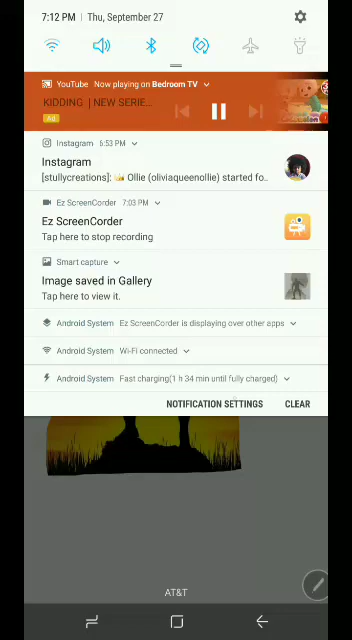 7:12 PM | Thu, September 27
YouTube Now playing on Bedroom TV
KIDDING | NEW SERIE...
Ad
Instagram 6:53 PM
Instagram
[stullycreations]: Ollie (oliviaqueenollie) started fo..
Ez ScreenCorder 7:03 PM
Ez ScreenCorder
Tap here to stop recording
Smart capture
Image saved in Gallery
Tap here to view it.
Android System Ez ScreenCorder is displaying over other apps
Android System Wi-Fi connected
Android System Fast charging(1 h 34 min until fully charged)
NOTIFICATION SETTINGS CLEAR
AT&T